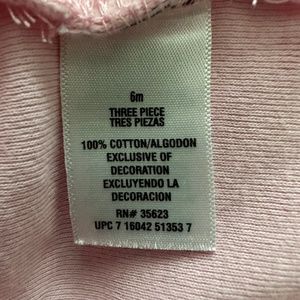 6m
THREE PIECE
TRES PIEZAS
100% COTTON/ALGODON
EXCLUSIVE OF
DECORATION
EXCLUYENDO LA
DECORACION
RN# 35623
UPC 7 16042 51353 7